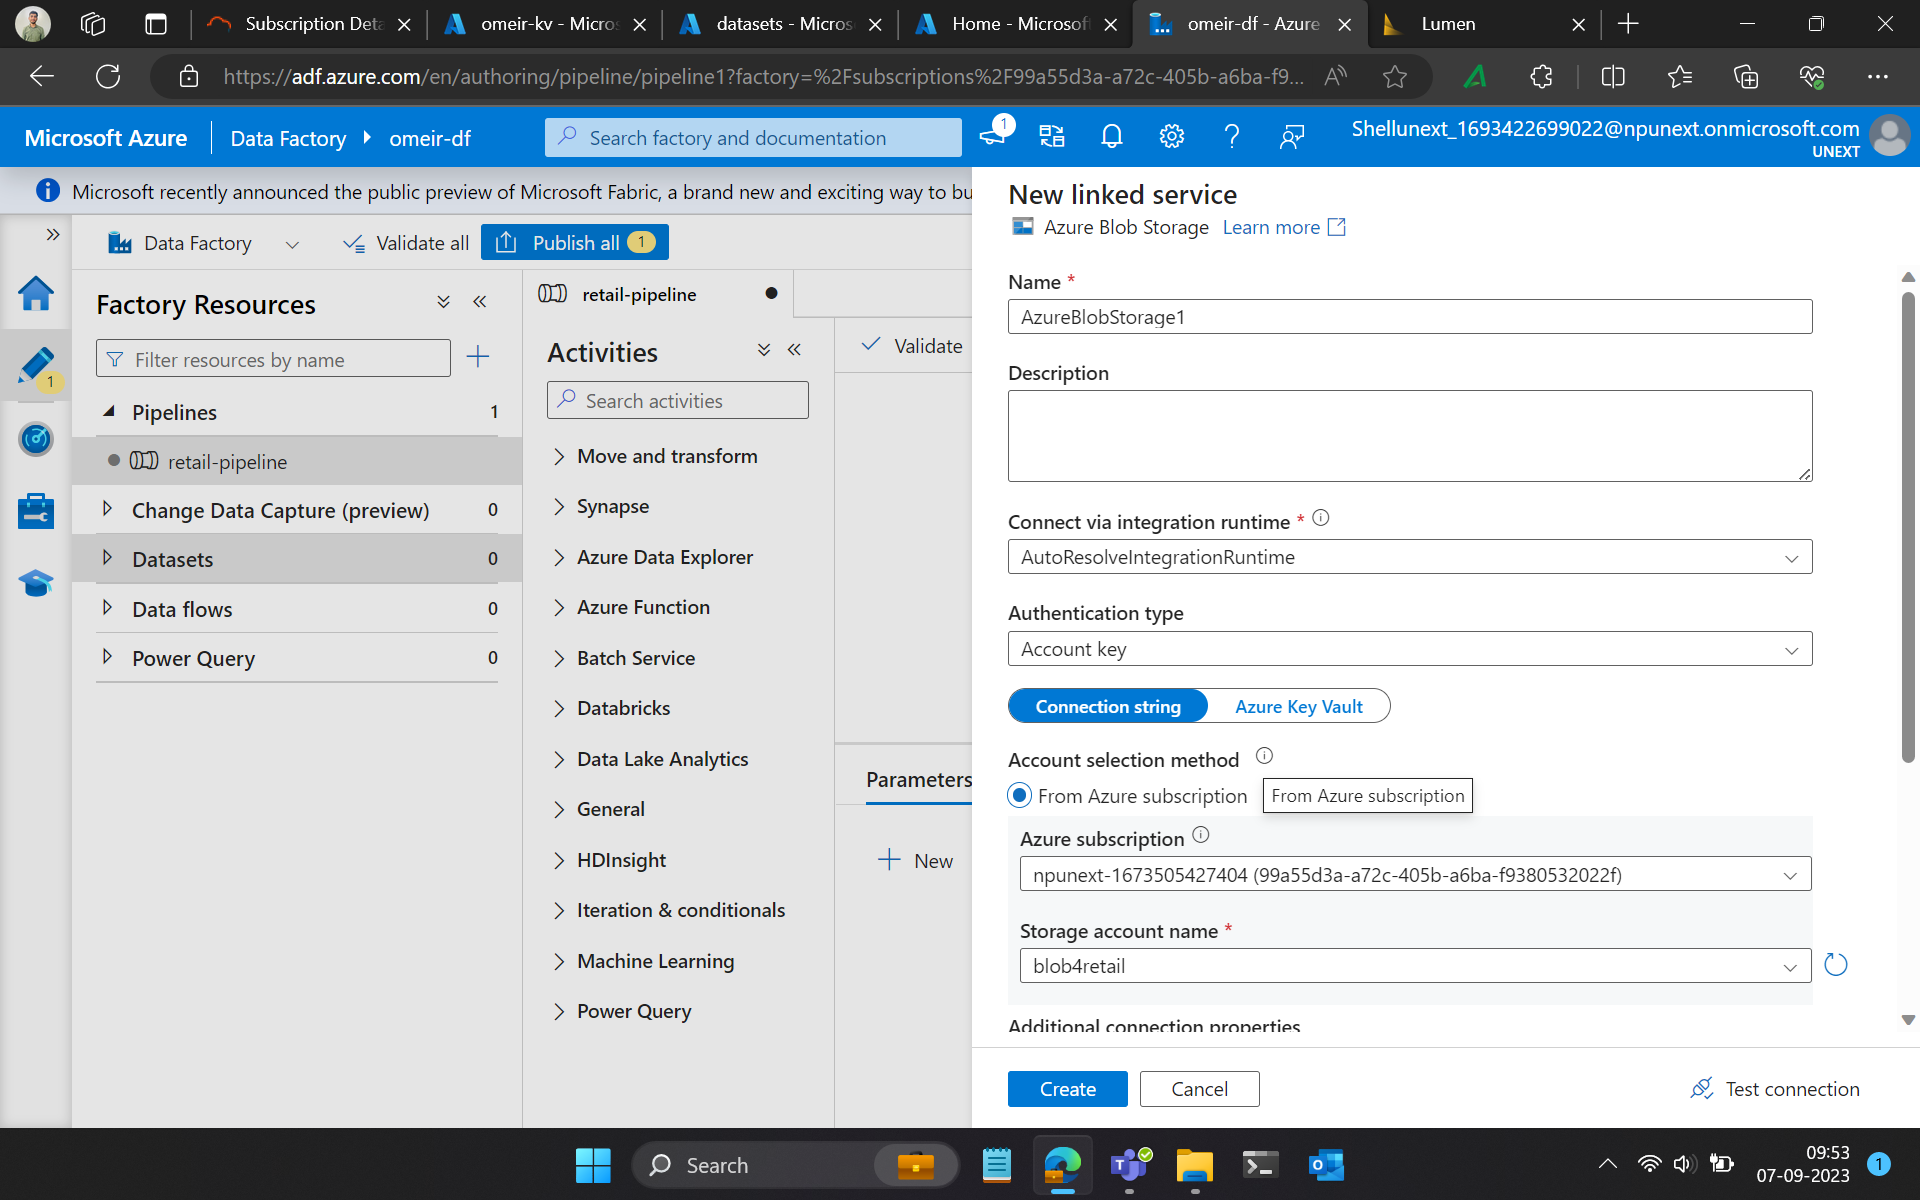 Subscription Deta
omeir-kv - Micros
datasets - Micros
Home - Microsoft
omeir-df - Azure
Lumen
https://adf.azure.com/en/authoring/pipeline/pipeline1?factory=%2Fsubscriptions%2F99a55d3a-a72c-405b-a6ba-f9...
Microsoft Azure
Data Factory
omeir-df
Search factory and documentation
1
Shellunext_1693422699022@npunext.onmicrosoft.com
UNEXT
Microsoft recently announced the public preview of Microsoft Fabric, a brand new and exciting way to bu
Data Factory
Validate all
Publish all 1
Factory Resources
Filter resources by name
1
Pipelines 1
retail-pipeline
Change Data Capture (preview) 0
Datasets 0
Data flows 0
Power Query 0
retail-pipeline
Activities
Search activities
Move and transform
Synapse
Azure Data Explorer
Azure Function
Batch Service
Databricks
Data Lake Analytics
General
HDInsight
Iteration & conditionals
Machine Learning
Power Query
Validate
Parameters
New
New linked service
Azure Blob Storage Learn more
Name *
AzureBlobStorage1
Description
Connect via integration runtime *
AutoResolveIntegrationRuntime
Authentication type
Account key
Connection string
Azure Key Vault
Account selection method
From Azure subscription
From Azure subscription
Azure subscription
npunext-1673505427404 (99a55d3a-a72c-405b-a6ba-f9380532022f)
Storage account name *
blob4retail
Additional connection properties
Create
Cancel
Test connection
Search
09:53
07-09-2023
1